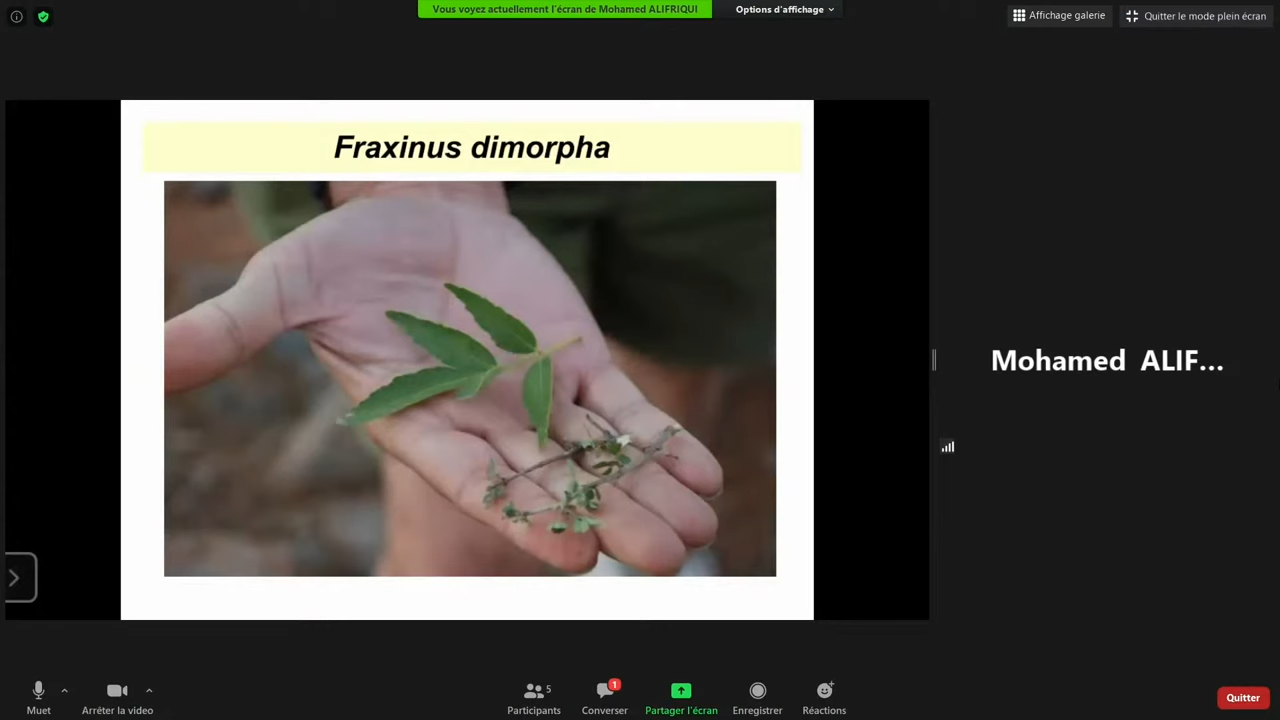 Vous voyez actuellement l'écran de Mohamed ALIFRIQUI
Options d'affichage
Affichage galerie
Quitter le mode plein écran
Fraxinus dimorpha
Mohamed ALIF...
Muet
Arrêter la video
5
Participants
1
Converser
Partager l'écran
Enregistrer
Réactions
Quitter